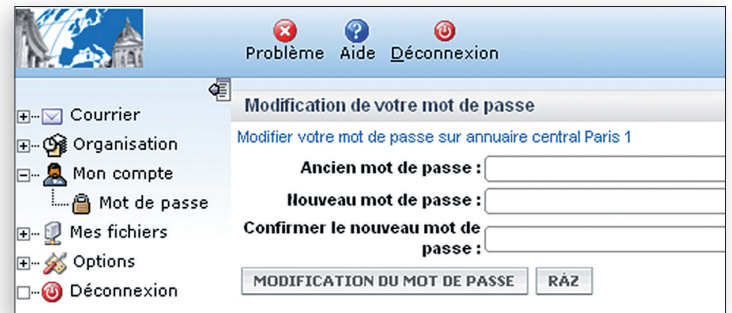 Problème Aide Déconnexion
Courrier
Organisation
Mon compte
Mot de passe
Mes fichiers
Options
Déconnexion
Modification de votre mot de passe
Modifier votre mot de passe sur annuaire central Paris 1
Ancien mot de passe :
Nouveau mot de passe :
Confirmer le nouveau mot de
passe :
MODIFICATION DU MOT DE PASSE RÀZ